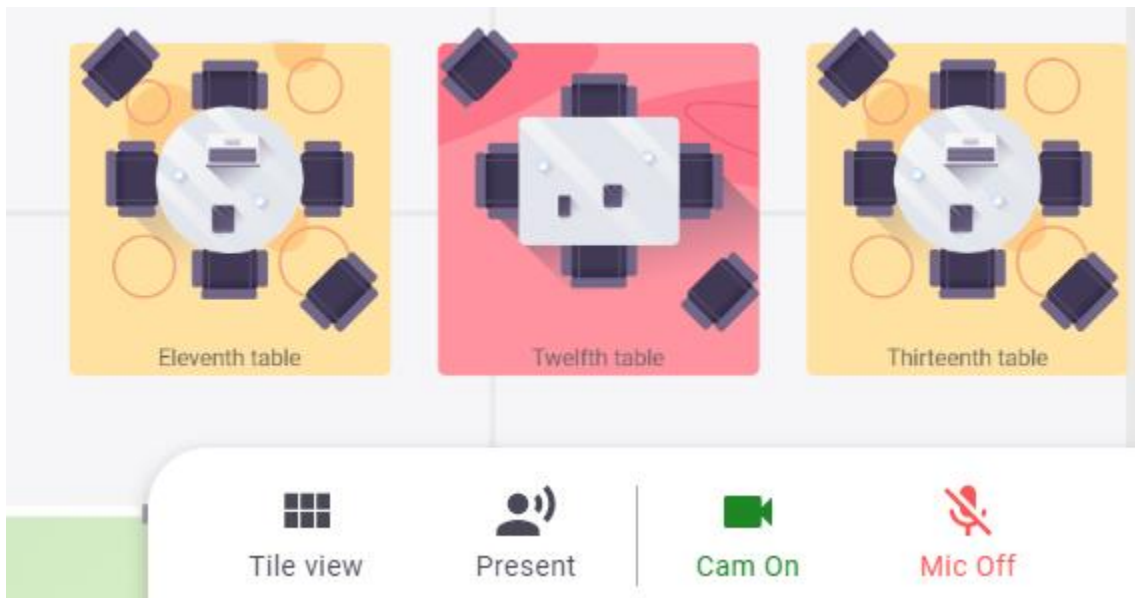 Eleventh table
Twelfth table
Thirteenth table
Tile view
Present
Cam On
Mic Off